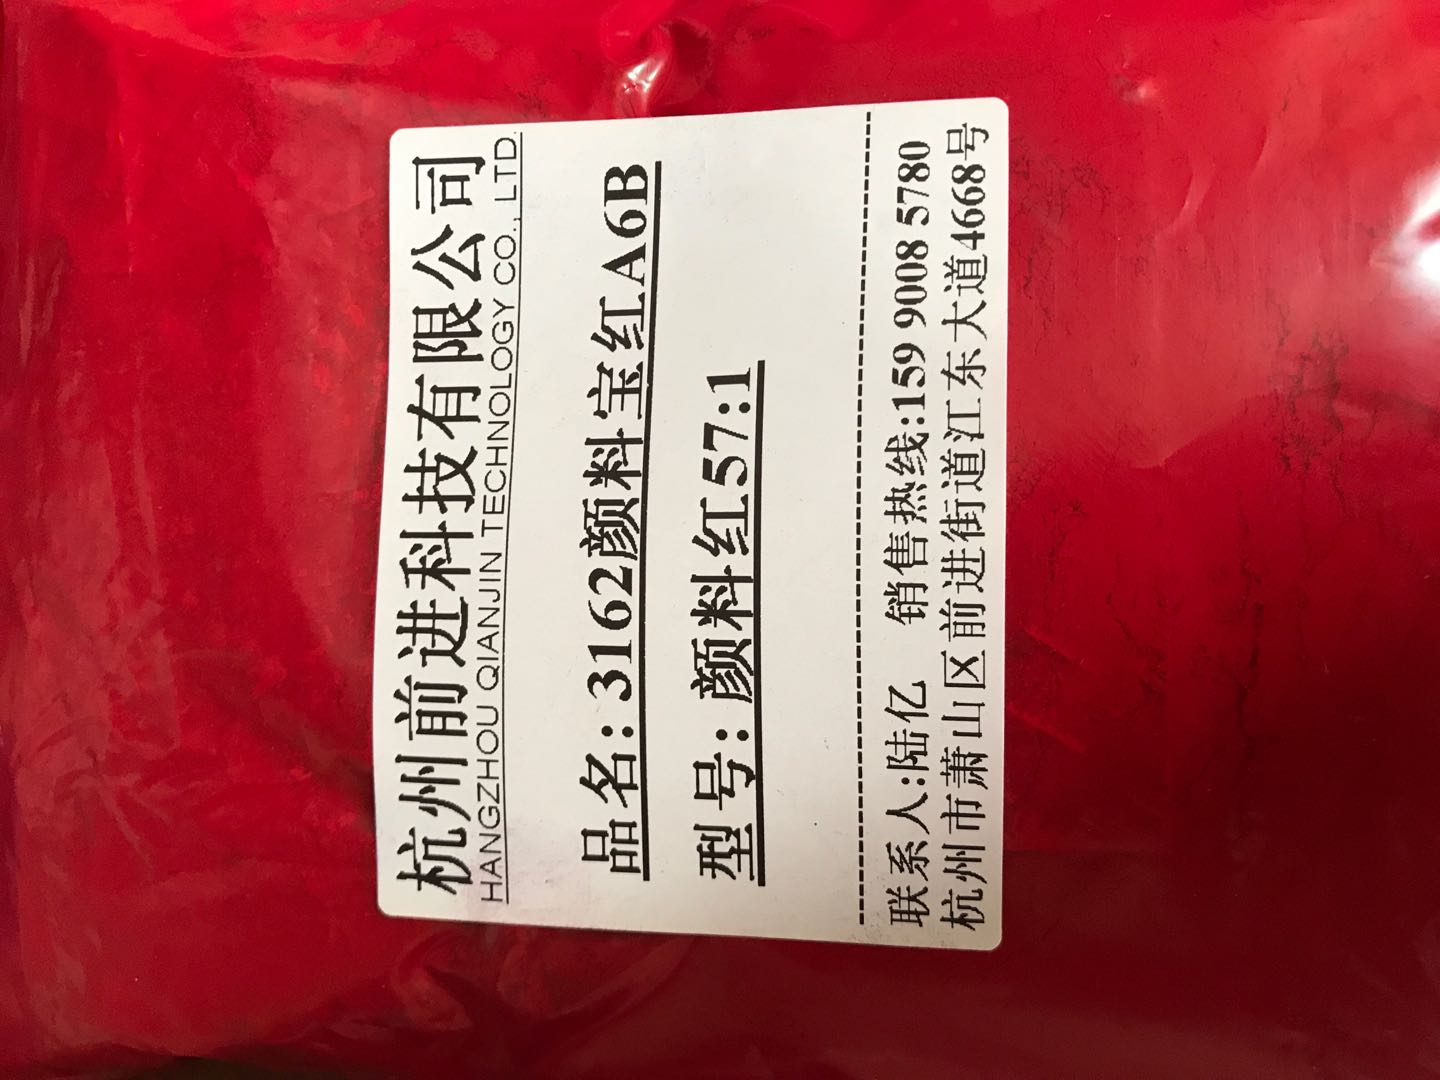 杭州前进科技有限公司
HANGZHOU QIANJIN TECHNOLOGY CO., LTD.
品名: 3162颜料宝红A6B
型号: 颜料红57:1
联系人:陆亿 销售热线:159 9008 5780
杭州市萧山区前进街道江东大道4668号